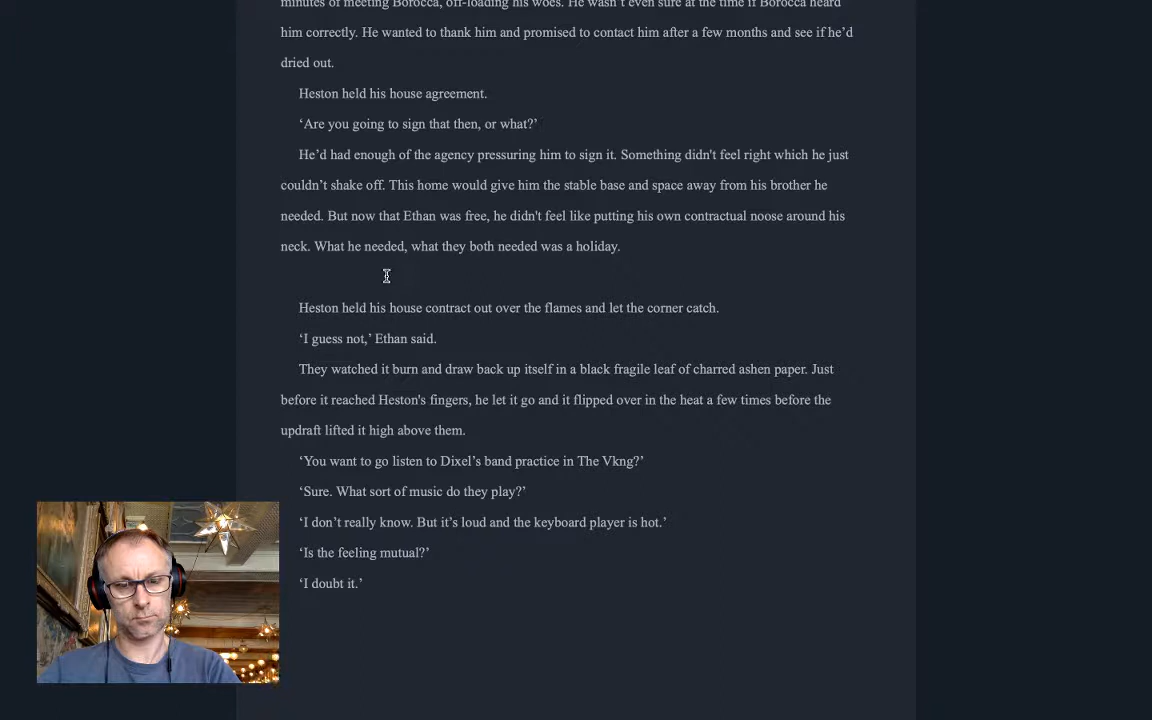 minutes of meeting Borocca, off-loading his woes. He wasn't even sure at the time if Borocca heard
him correctly. He wanted to thank him and promised to contact him after a few months and see if he’d
dried out.
Heston held his house agreement.
‘Are you going to sign that then, or what?’
He’d had enough of the agency pressuring him to sign it. Something didn't feel right which he just
couldn’t shake off. This home would give him the stable base and space away from his brother he
needed. But now that Ethan was free, he didn't feel like putting his own contractual noose around his
neck. What he needed, what they both needed was a holiday.
Heston held his house contract out over the flames and let the corner catch.
‘I guess not,’ Ethan said.
They watched it burn and draw back up itself in a black fragile leaf of charred ashen paper. Just
before it reached Heston's fingers, he let it go and it flipped over in the heat a few times before the
updraft lifted it high above them.
‘You want to go listen to Dixel’s band practice in The Vkng?’
‘Sure. What sort of music do they play?’
‘I don’t really know. But it’s loud and the keyboard player is hot.’
‘Is the feeling mutual?’
‘I doubt it.’